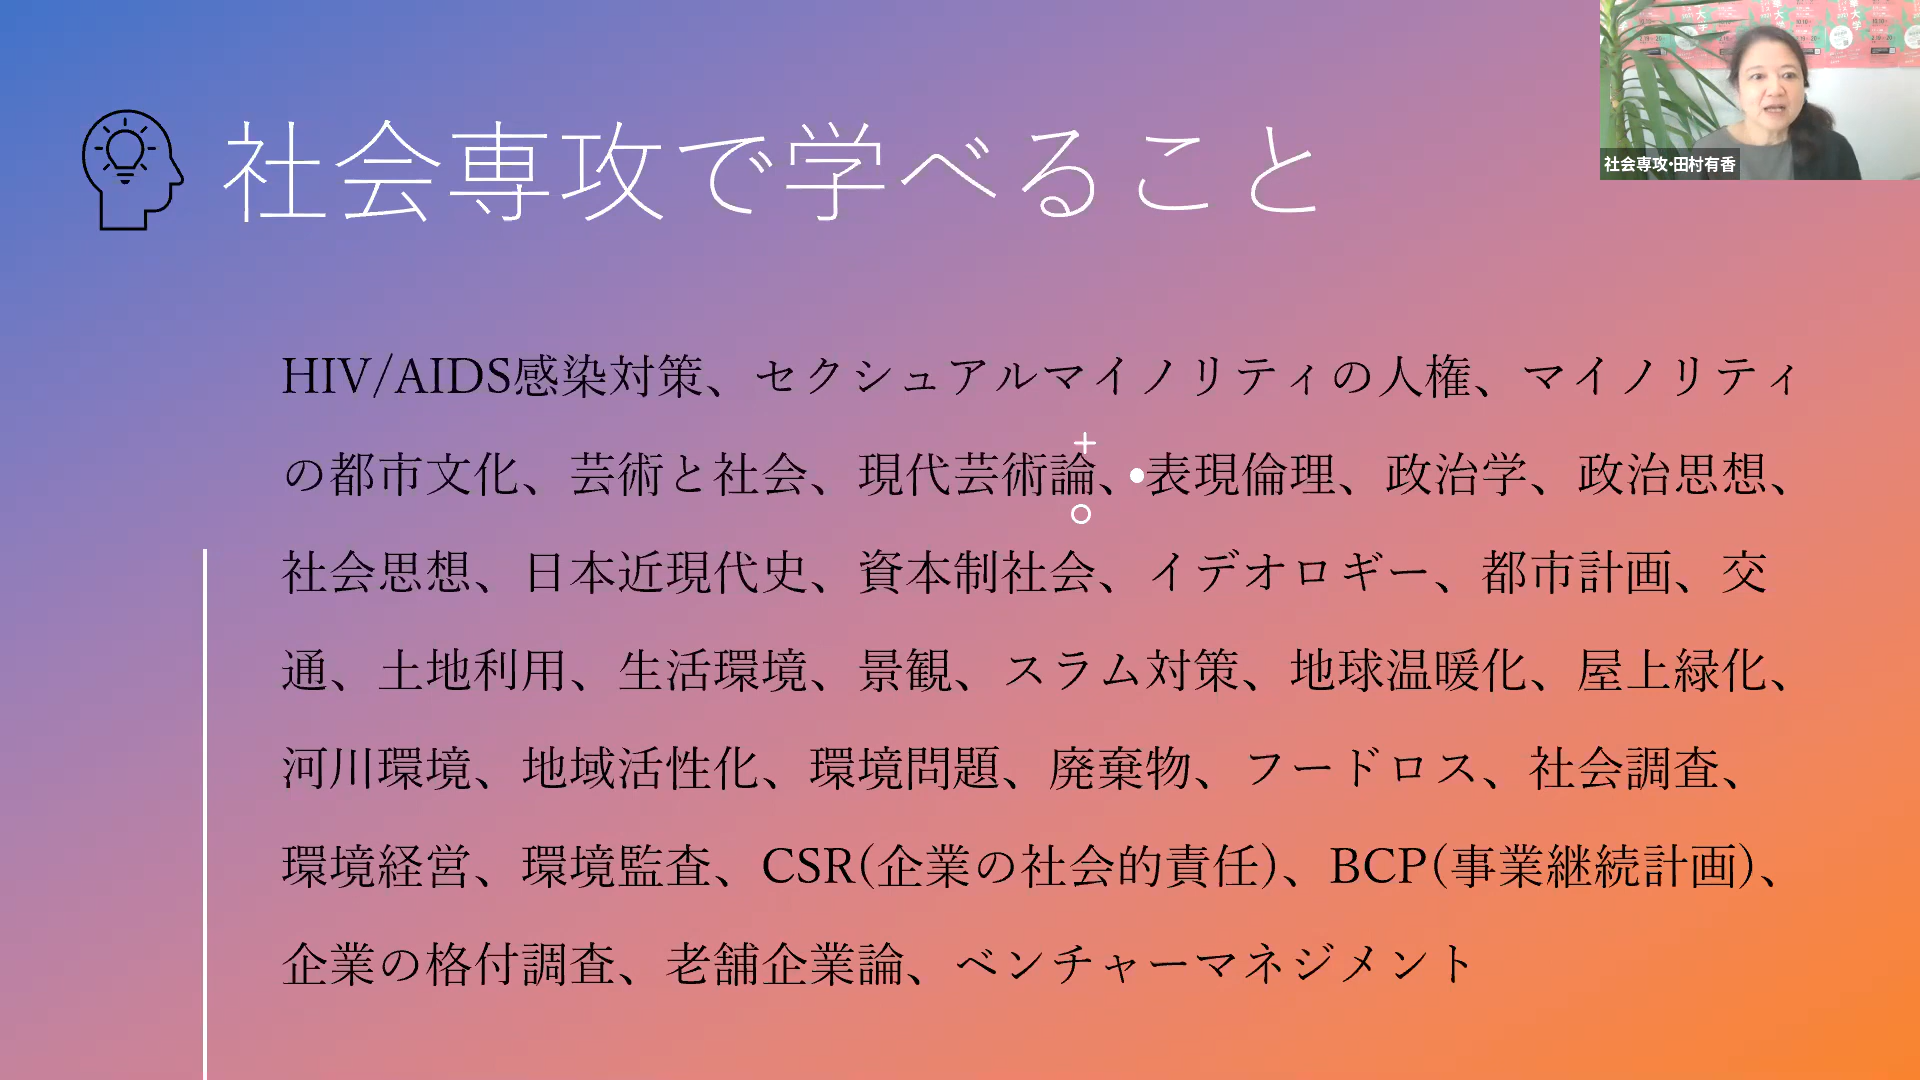 社会専攻で学べること
社会専攻・田村有香
HIV/AIDS感染対策、セクシュアルマイノリティの人権、マイノリティ
の都市文化、芸術と社会、現代芸術論、表現倫理、政治学、政治思想、
社会思想、日本近現代史、資本制社会、イデオロギー、都市計画、交
通、土地利用、生活環境、景観、スラム対策、地球温暖化、屋上緑化、
河川環境、地域活性化、環境問題、廃棄物、フードロス、社会調査、
環境経営、環境監査、CSR(企業の社会的責任)、BCP(事業継続計画)、
企業の格付調査、老舗企業論、ベンチャーマネジメント